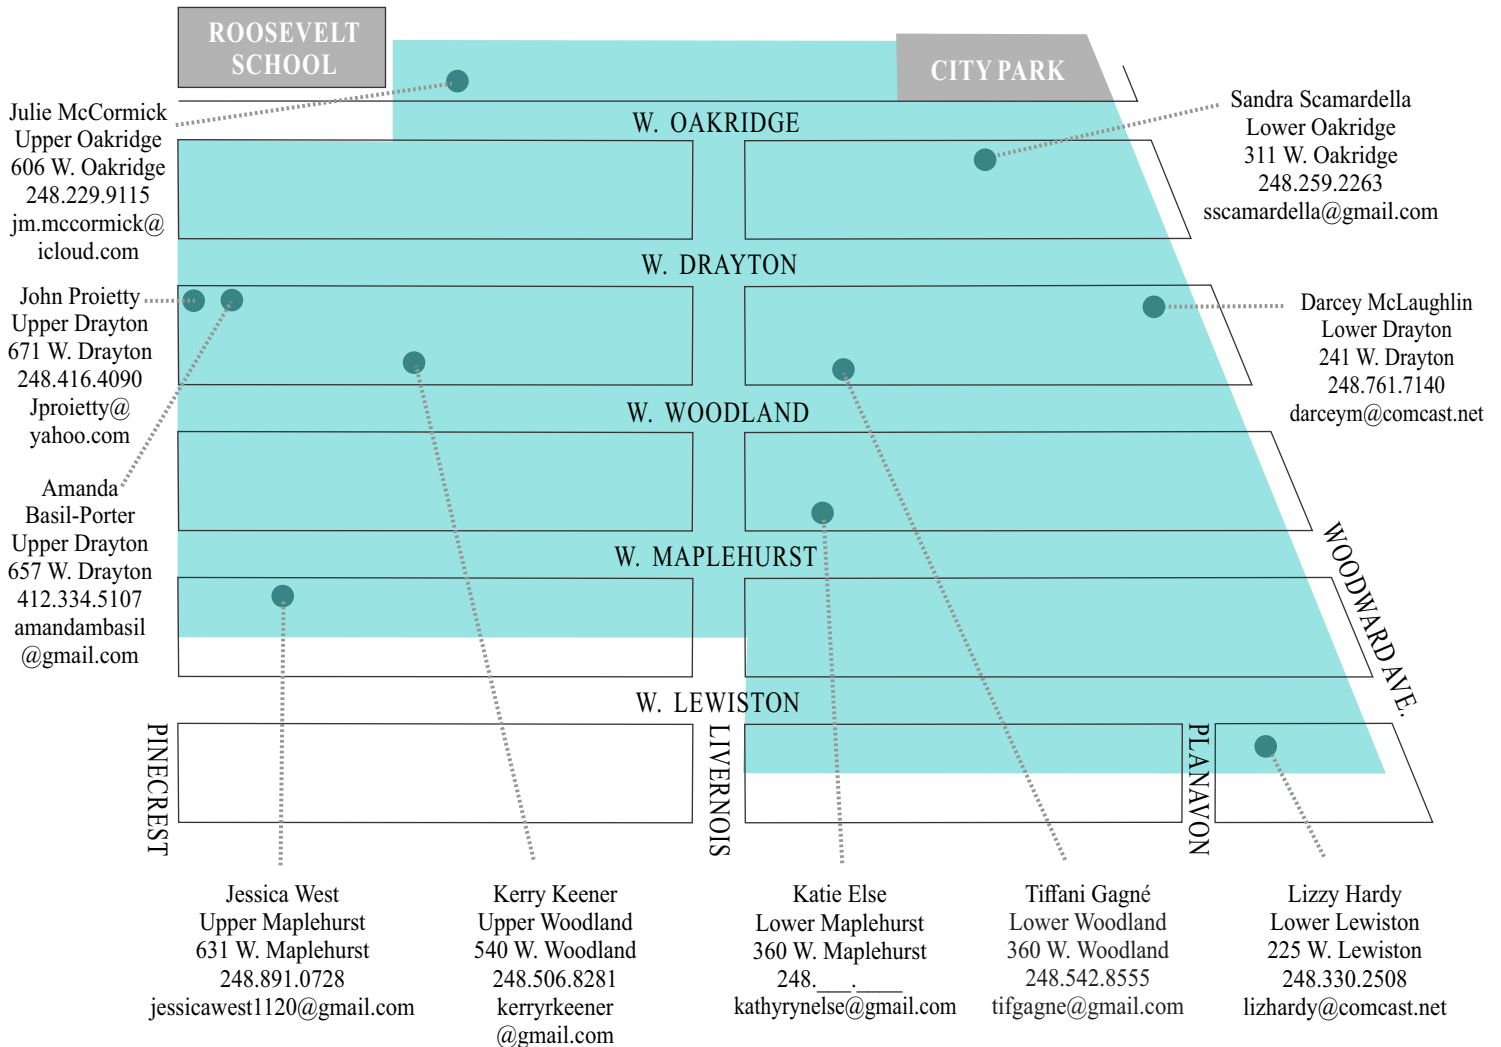 ROOSEVELT
SCHOOL
CITY PARK
Julie McCormick
Upper Oakridge
606 W. Oakridge
248.229.9115
jm.mccormick@
icloud.com
W. OAKRIDGE
Sandra Scamardella
Lower Oakridge
311 W. Oakridge
248.259.2263
sscamardella@gmail.com
W. DRAYTON
John Proietty
Upper Drayton
671 W. Drayton
248.416.4090
Jproietty@
yahoo.com
Darcey McLaughlin
Lower Drayton
241 W. Drayton
248.761.7140
darceym@comcast.net
W. WOODLAND
Amanda
Basil-Porter
Upper Drayton
657 W. Drayton
412.334.5107
amandambasil
@gmail.com
W. MAPLEHURST
WOODWARD AVE.
W. LEWISTON
PINECREST
LIVERNOIS
PLANAVON
Jessica West
Upper Maplehurst
631 W. Maplehurst
248.891.0728
jessicawest1120@gmail.com
Kerry Keener
Upper Woodland
540 W. Woodland
248.506.8281
kerryrkeener
@gmail.com
Katie Else
Lower Maplehurst
360 W. Maplehurst
248.___.____
kathyrynelse@gmail.com
Tiffani Gagné
Lower Woodland
360 W. Woodland
248.542.8555
tifgagne@gmail.com
Lizzy Hardy
Lower Lewiston
225 W. Lewiston
248.330.2508
lizhardy@comcast.net